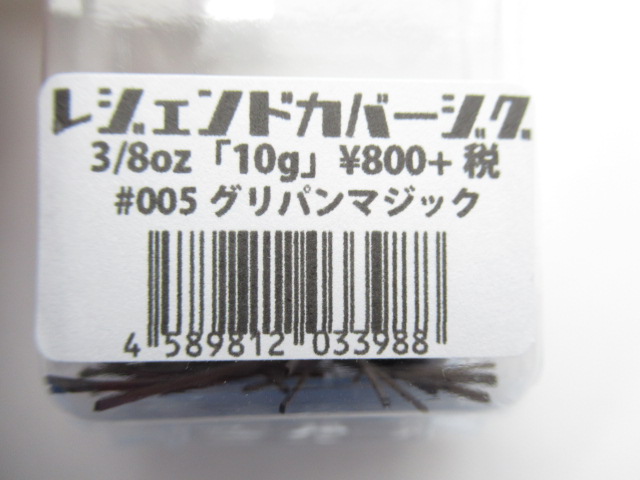 レジェンドカバージグ
3/8oz「10g」¥800+ 税
#005 グリパンマジック
4 589812 033988